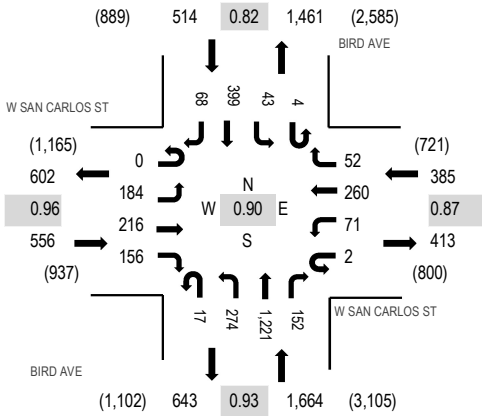 (889) 514 0.82 1,461 (2,585)
BIRD AVE
W SAN CARLOS ST
68 399 43 4
(1,165) (721)
0 52
602 385
184 N 260
0.96 W 0.90 E 0.87
216 71
556 S 413
156 2
(937) (800)
17 274 1,221 152
W SAN CARLOS ST
BIRD AVE
(1,102) 643 0.93 1,664 (3,105)